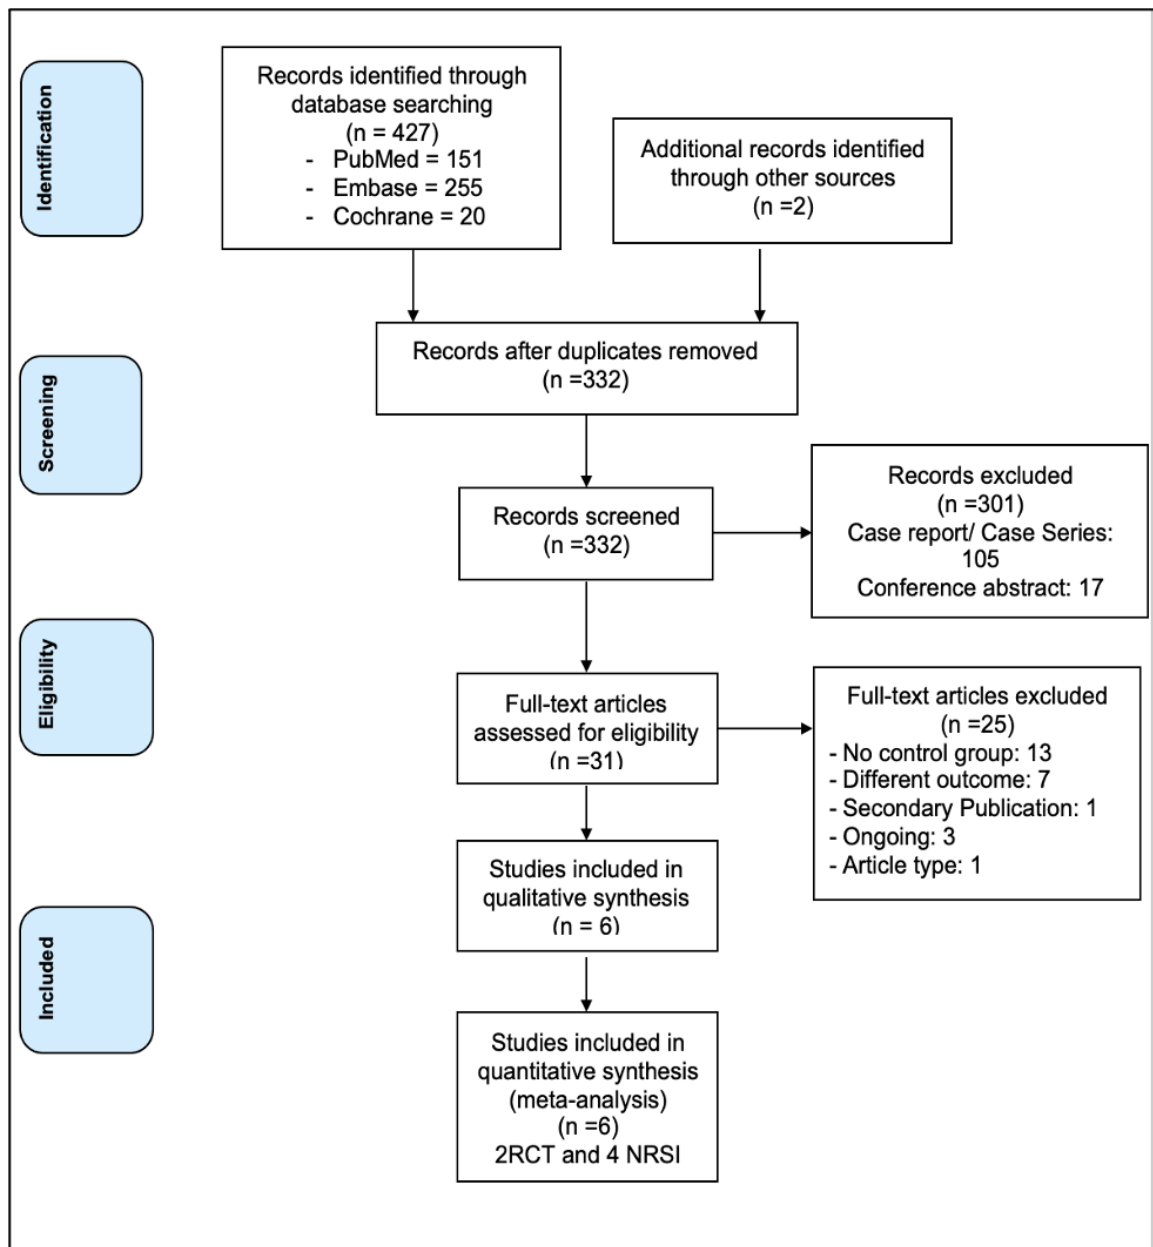 Identification
Records identified through
database searching
(n = 427)
- PubMed = 151
- Embase = 255
- Cochrane = 20
Additional records identified
through other sources
(n =2)
Records after duplicates removed
(n =332)
Screening
Records screened
(n =332)
Records excluded
(n =301)
Case report/ Case Series:
105
Conference abstract: 17
Eligibility
Full-text articles
assessed for eligibility
(n =31)
Full-text articles excluded
(n =25)
- No control group: 13
- Different outcome: 7
- Secondary Publication: 1
- Ongoing: 3
- Article type: 1
Studies included in
qualitative synthesis
(n = 6)
Included
Studies included in
quantitative synthesis
(meta-analysis)
(n =6)
2RCT and 4 NRSI